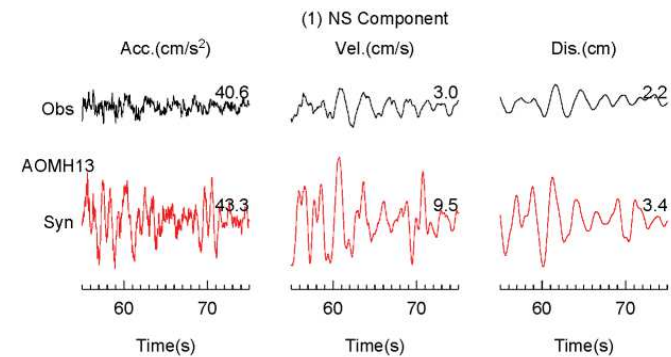 (1) NS Component
Acc.(cm/s²) Vel.(cm/s) Dis.(cm)
Obs 40.6 3.0 2.2
AOMH13
Syn 43.3 9.5 3.4
60 70 60 70 60 70
Time(s) Time(s) Time(s)